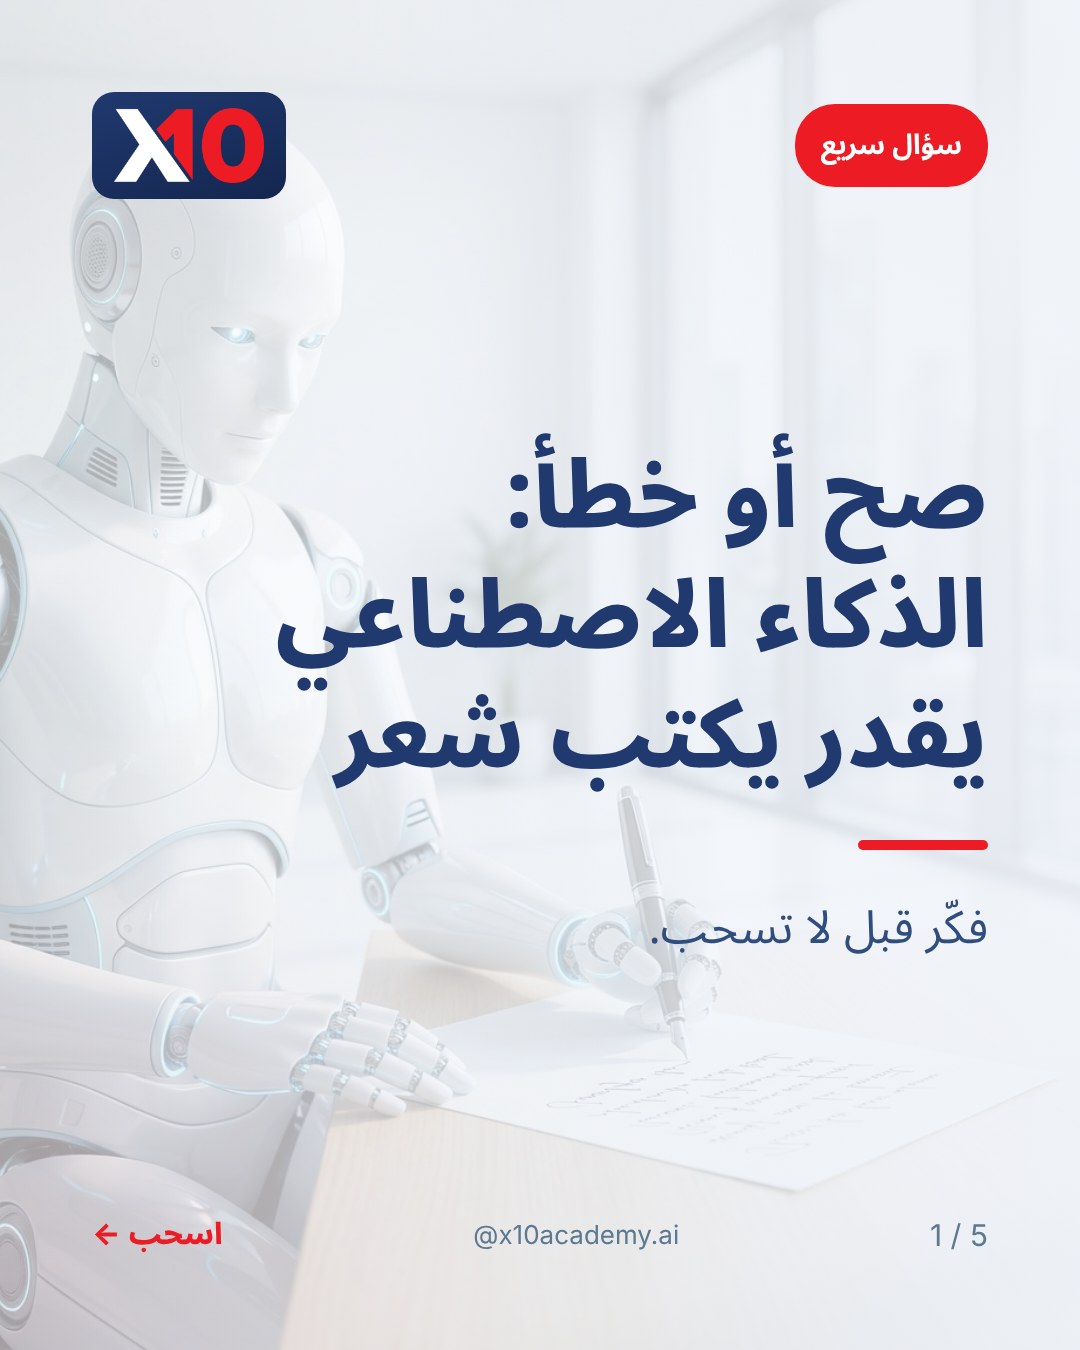 X10
سؤال سريع
صح أو خطأ:
الذكاء الاصطناعي
يقدر يكتب شعر
فكّر قبل لا تسحب.
اسحب ←
@x10academy.ai
1 / 5